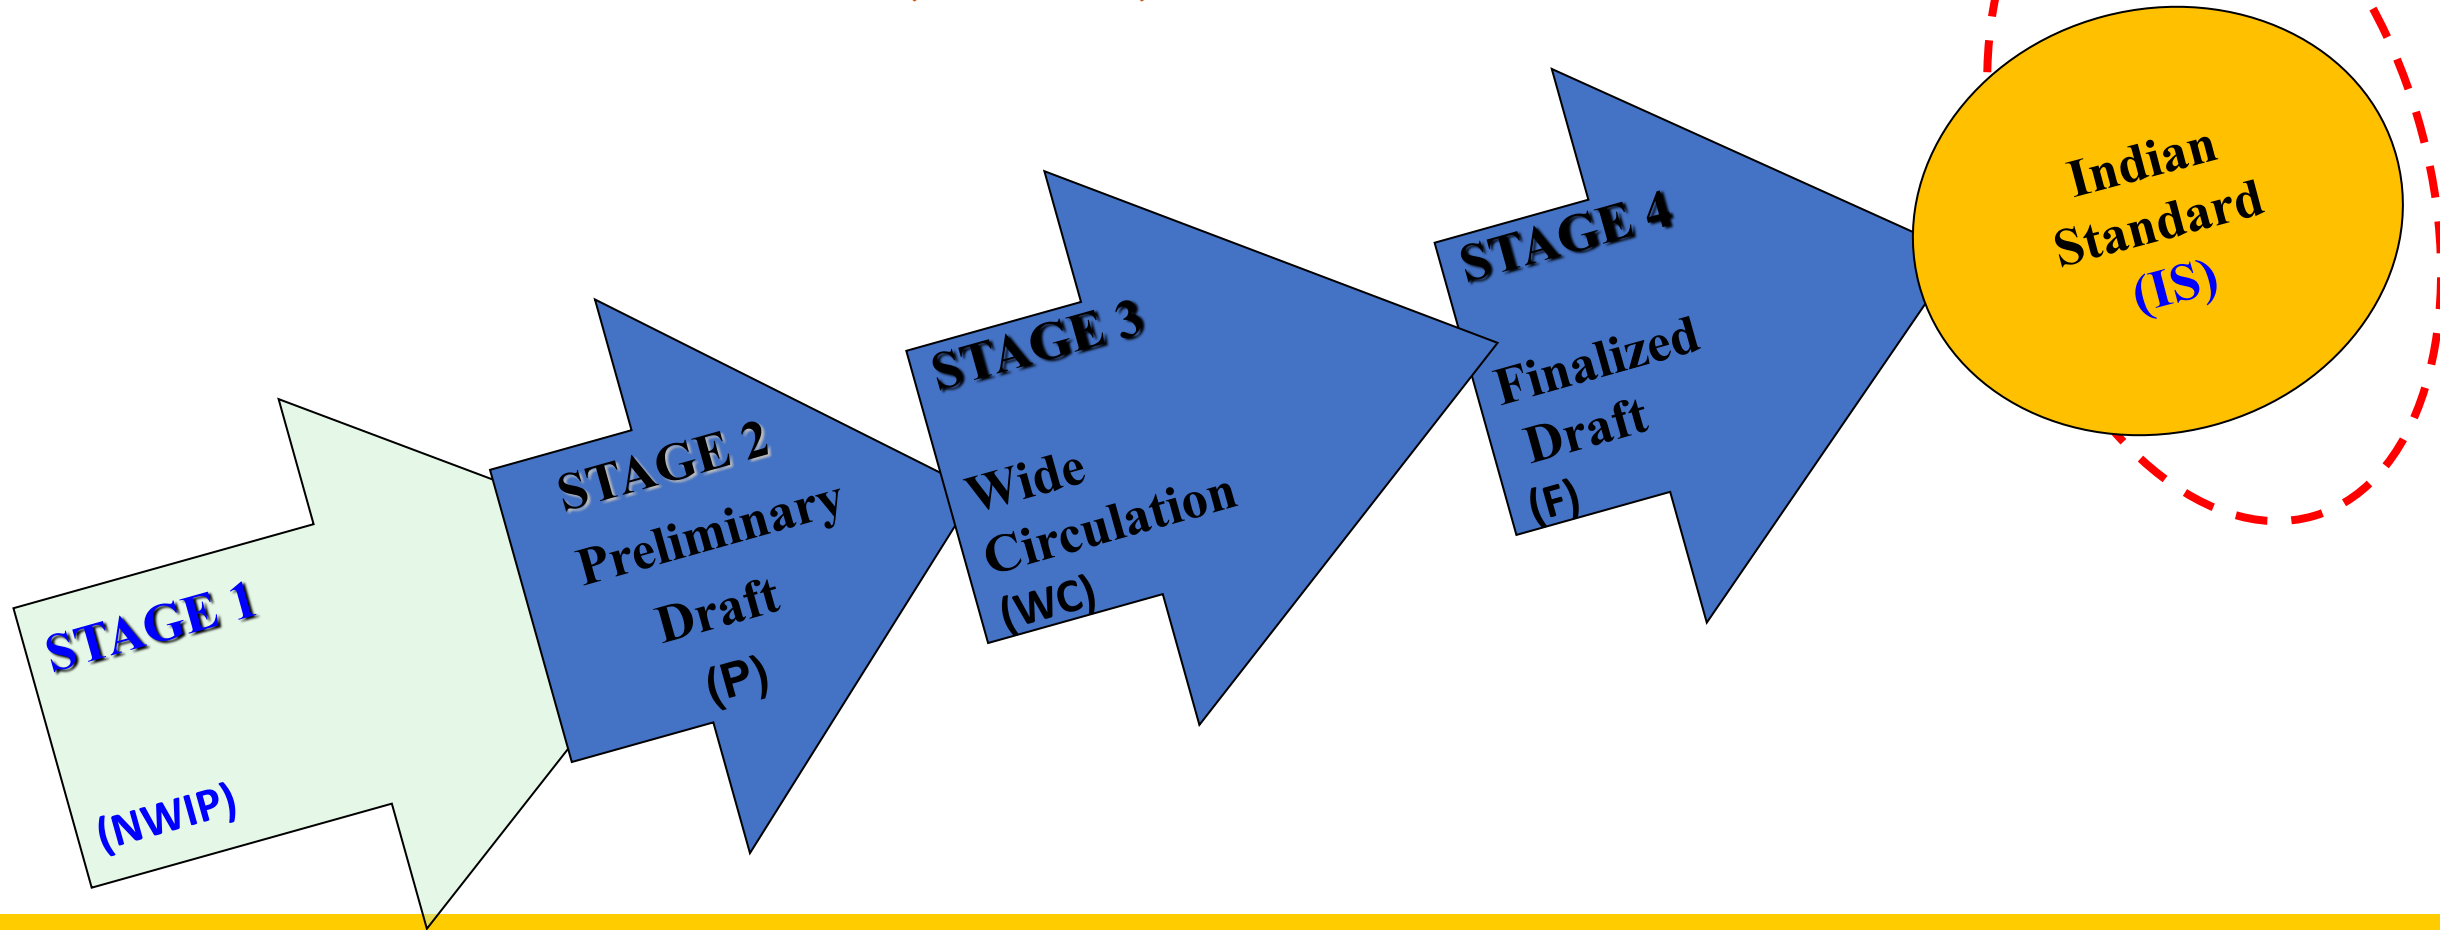 STAGE 1
(NWIP)
STAGE 2
Preliminary
Draft
(P)
STAGE 3
Wide
Circulation
(WC)
STAGE 4
Finalized
Draft
(F)
Indian
Standard
(IS)